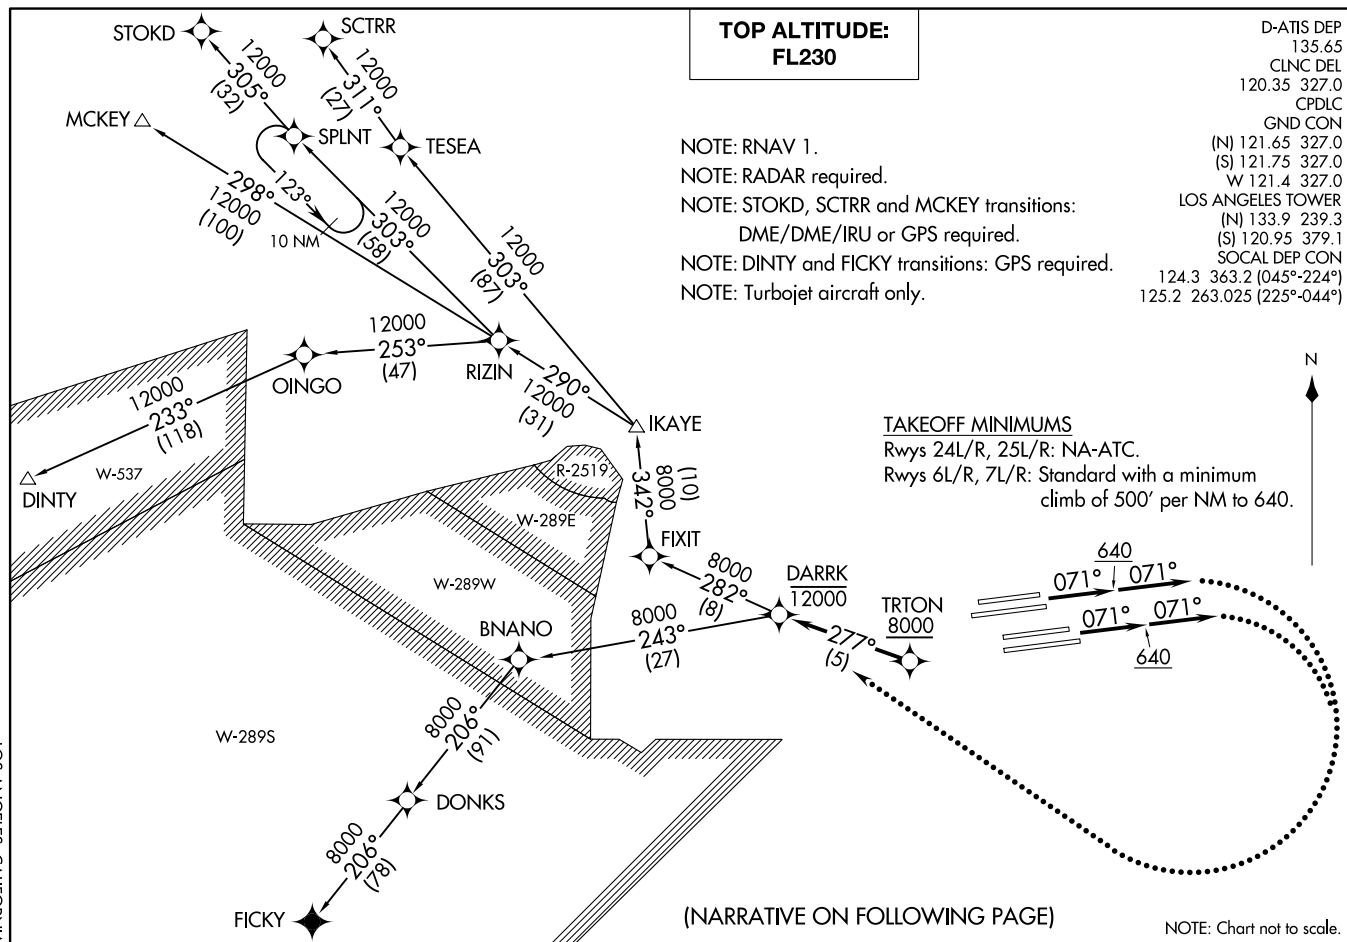 TOP ALTITUDE:
FL230
D-ATIS DEP
135.65
CLNC DEL
120.35 327.0
CPDLC
GND CON
(N) 121.65 327.0
(S) 121.75 327.0
W 121.4 327.0
LOS ANGELES TOWER
(N) 133.9 239.3
(S) 120.95 379.1
SOCAL DEP CON
124.3 363.2 (045°-224°)
125.2 263.025 (225°-044°)
NOTE: RNAV 1.
NOTE: RADAR required.
NOTE: STOKD, SCTRR and MCKEY transitions:
DME/DME/IRU or GPS required.
NOTE: DINTY and FICKY transitions: GPS required.
NOTE: Turbojet aircraft only.
STOKD
SCTRR
12000
305°
(32)
12000
311°
(27)
MCKEY
SPLNT
TESEA
298°
12000
(100)
123°
10 NM
12000
303°
(58)
12000
303°
(87)
12000
253°
(47)
OINGO
RIZIN
290°
12000
(31)
IKAYE
12000
233°
(118)
W-537
DINTY
R-2519
W-289E
W-289W
342°
8000
(10)
FIXIT
8000
282°
(8)
DARRK
12000
TRTON
8000
277°
(5)
8000
243°
(27)
BNANO
8000
206°
(91)
W-289S
DONKS
8000
206°
(78)
FICKY
N
TAKEOFF MINIMUMS
Rwys 24L/R, 25L/R: NA-ATC.
Rwys 6L/R, 7L/R: Standard with a minimum
climb of 500' per NM to 640.
640
071° 071°
071° 071°
640
(NARRATIVE ON FOLLOWING PAGE)
NOTE: Chart not to scale.